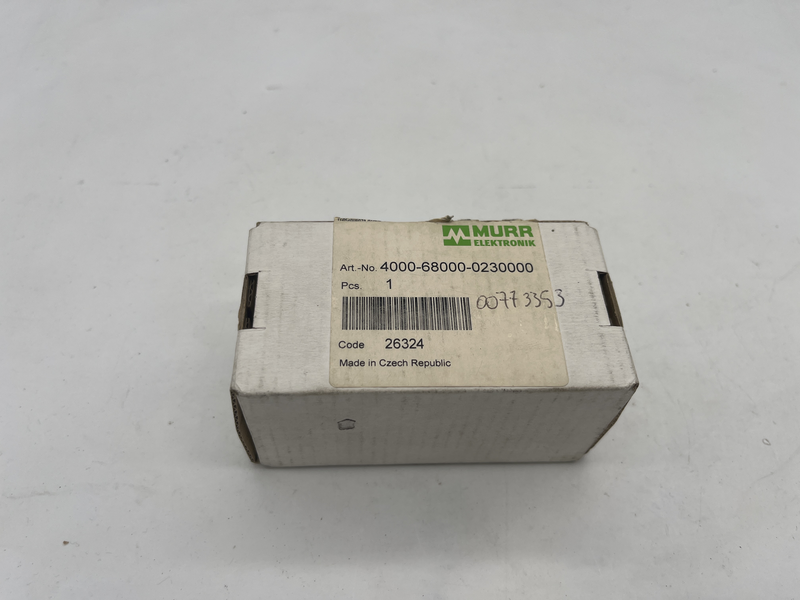 MURR
ELEKTRONIK
Art.-No. 4000-68000-0230000
Pcs. 1
00773353
Code 26324
Made in Czech Republic